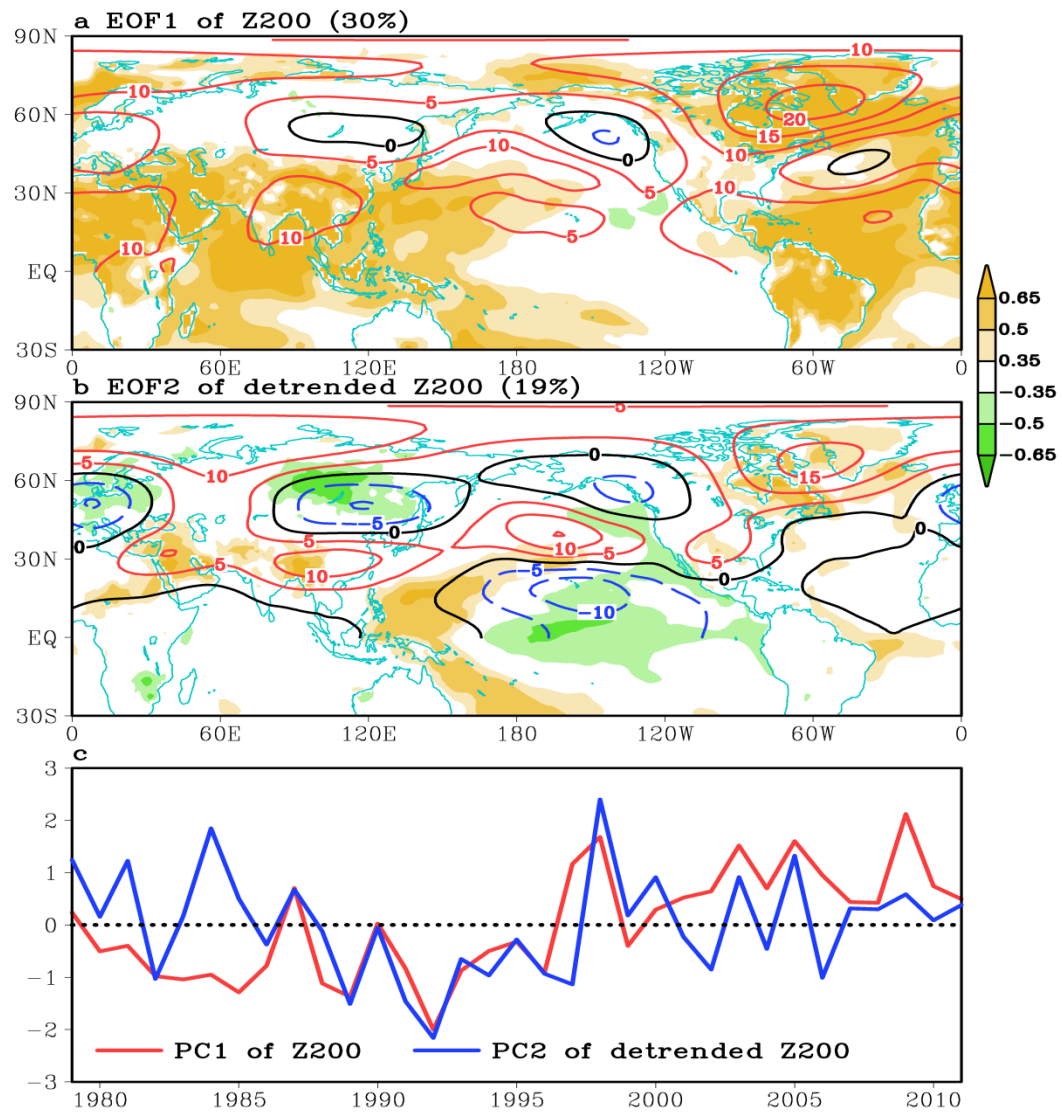 a EOF1 of Z200 (30%)
90N
60N
30N
EQ
30S
10
10
5
20
15
0
0
5
10
10
5
10
10
5
10
0
0
60E
120E
180
120W
60W
0
0.65
0.5
0.35
-0.35
-0.5
-0.65
b EOF2 of detrended Z200 (19%)
90N
60N
30N
EQ
30S
5
5
10
0
15
-5
0
0
0
5
5
10
10
5
5
0
-5
-10
0
60E
120E
180
120W
60W
0
c
3
2
1
0
-1
-2
-3
PC1 of Z200
PC2 of detrended Z200
1980
1985
1990
1995
2000
2005
2010